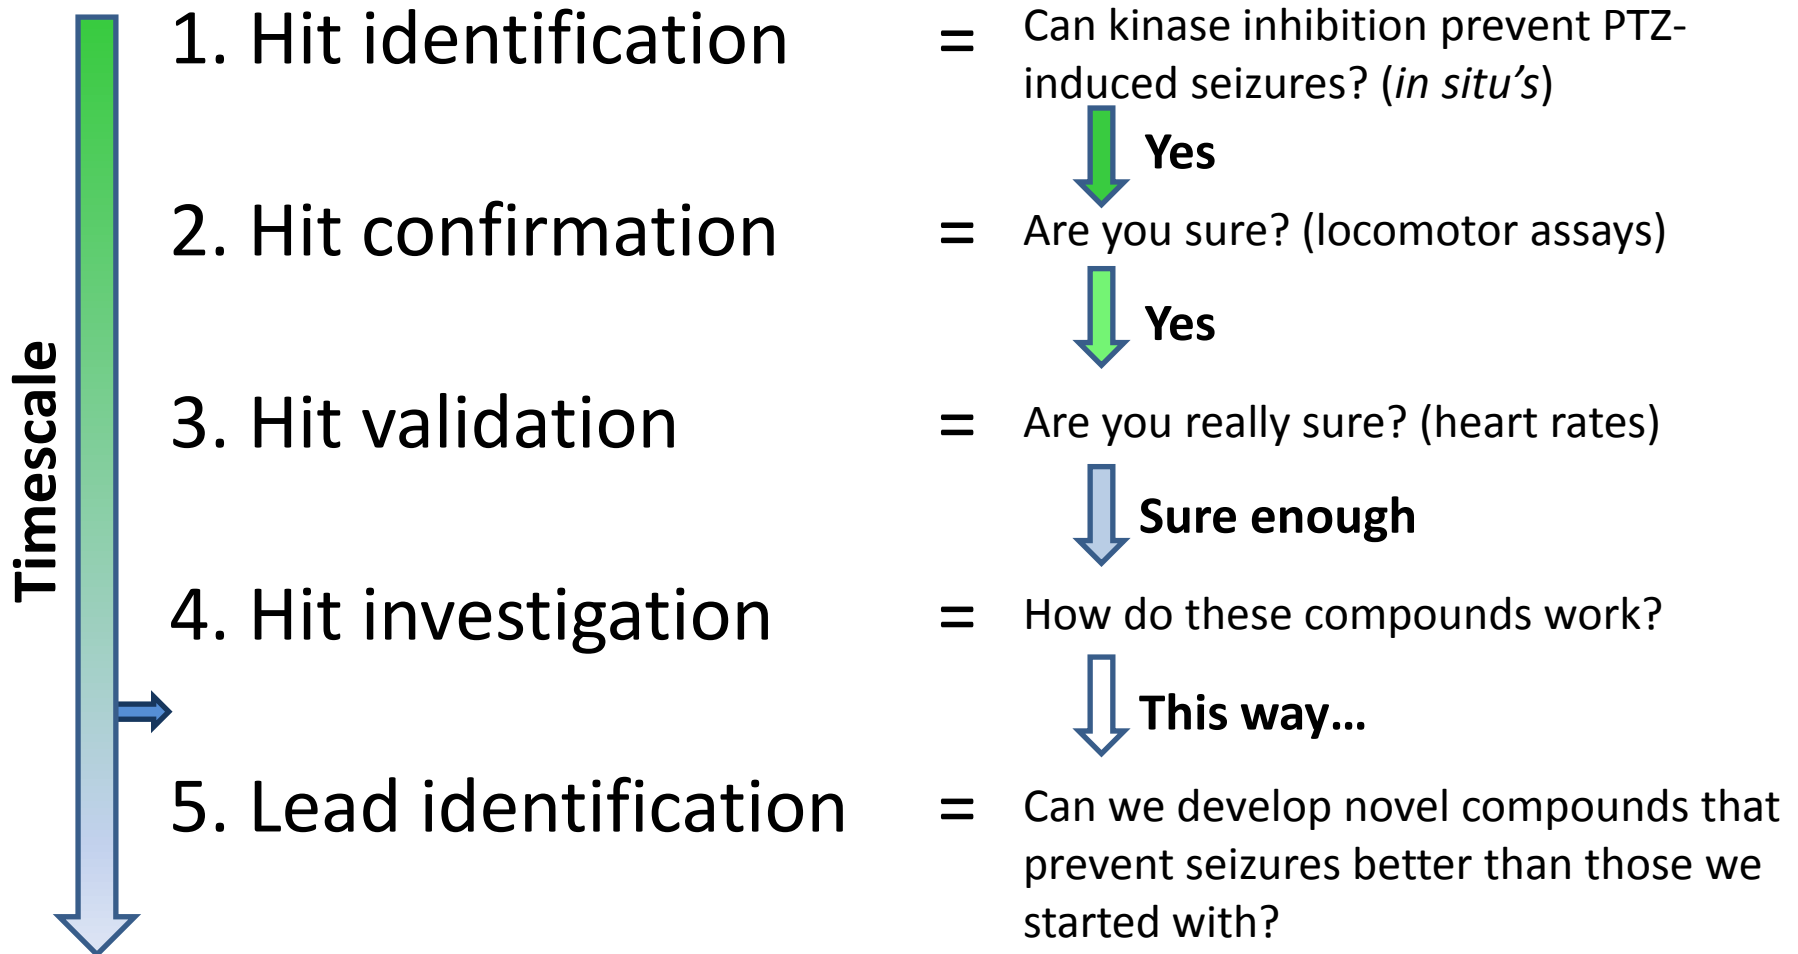 Timescale
1. Hit identification = Can kinase inhibition prevent PTZ-
induced seizures? (in situ's)
Yes
2. Hit confirmation = Are you sure? (locomotor assays)
Yes
3. Hit validation = Are you really sure? (heart rates)
Sure enough
4. Hit investigation = How do these compounds work?
This way…
5. Lead identification = Can we develop novel compounds that
prevent seizures better than those we
started with?